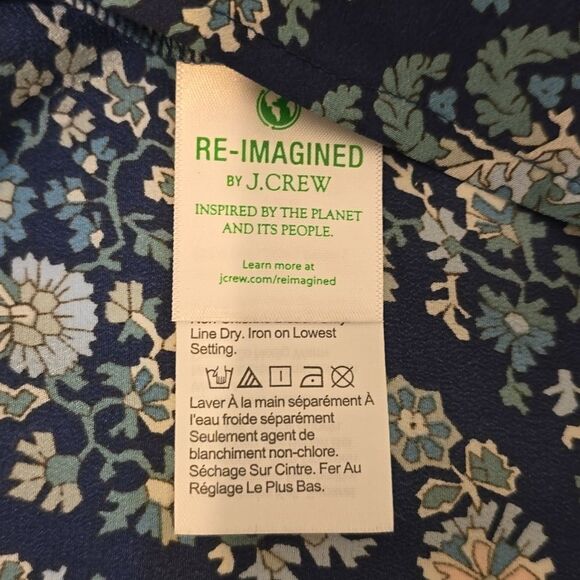 RE-IMAGINED
BY J.CREW
INSPIRED BY THE PLANET
AND ITS PEOPLE.
Learn more at
jcrew.com/reimagined
Line Dry. Iron on Lowest
Setting.
Laver À la main séparément À
l'eau froide séparément
Seulement agent de
blanchiment non-chlore.
Séchage Sur Cintre. Fer Au
Réglage Le Plus Bas.